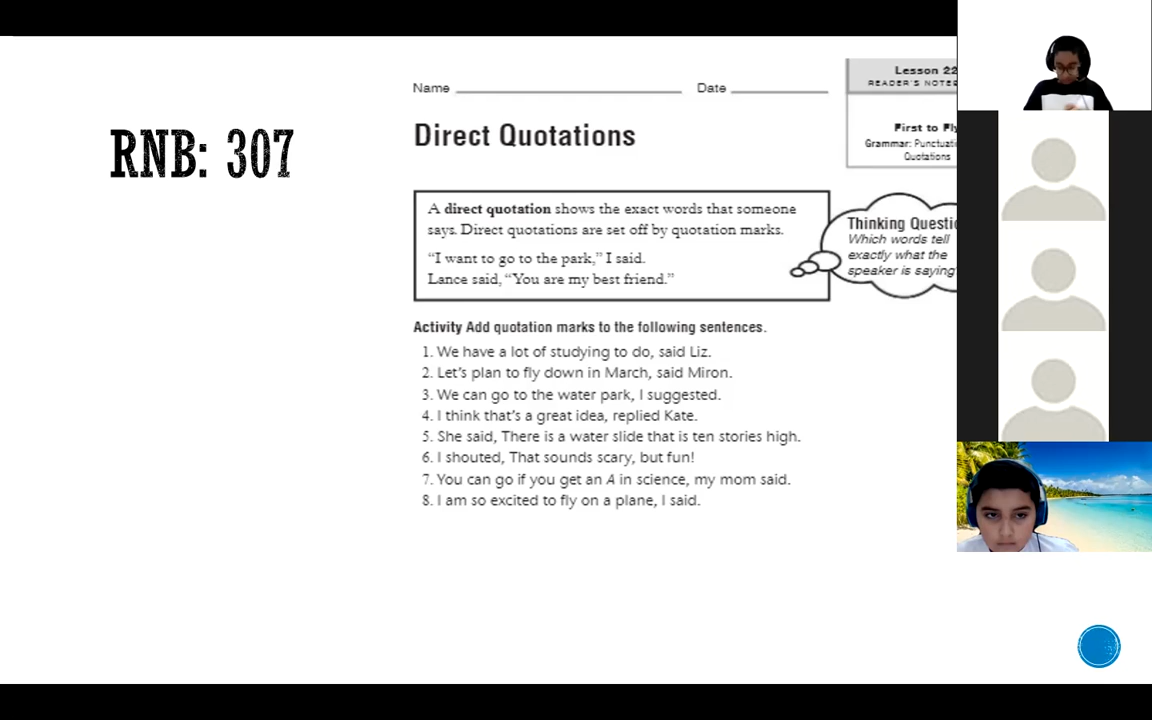 RNB: 307
Name Date
Lesson 22
READER'S
Direct Quotations
First to
Grammar:
Quotations
A direct quotation shows the exact words that someone
says. Direct quotations are set off by quotation marks.
“I want to go to the park,” I said.
Lance said, “You are my best friend.”
Thinking
Which words tell
exactly what the
speaker is saying
Activity Add quotation marks to the following sentences.
1. We have a lot of studying to do, said Liz.
2. Let's plan to fly down in March, said Miron.
3. We can go to the water park, I suggested.
4. I think that's a great idea, replied Kate.
5. She said, There is a water slide that is ten stories high.
6. I shouted, That sounds scary, but fun!
7. You can go if you get an A in science, my mom said.
8. I am so excited to fly on a plane, I said.